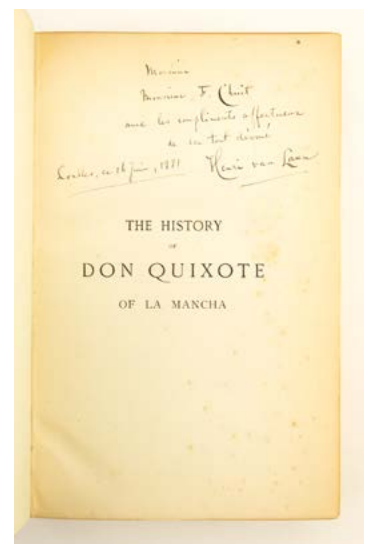 Monsieur F. Chuit
avec les compliments affectueux
de son tout dévoué
Londres, ce 16 Juin, 1881 Henri van Laun
THE HISTORY
OF
DON QUIXOTE
OF LA MANCHA